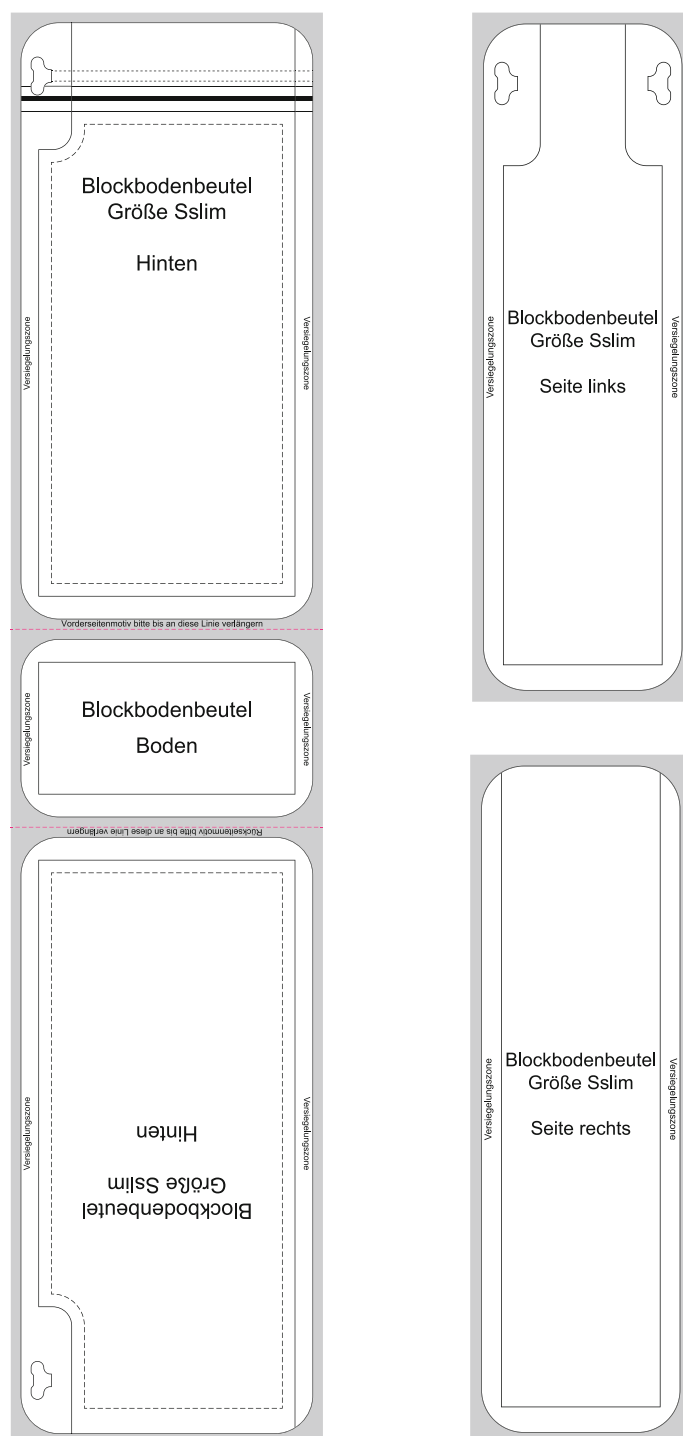 Blockbodenbeutel
Größe Sslim
Hinten
Versiegelungszone
Versiegelungszone
Vorderseitenmotiv bitte bis an diese Linie verlängern
Versiegelungszone
Blockbodenbeutel
Boden
Versiegelungszone
Rückseitenmotiv bitte bis an diese Linie verlängern
Versiegelungszone
Versiegelungszone
Blockbodenbeutel
Größe Sslim
Hinten
Versiegelungszone
Blockbodenbeutel
Größe Sslim
Seite links
Versiegelungszone
Versiegelungszone
Blockbodenbeutel
Größe Sslim
Seite rechts
Versiegelungszone